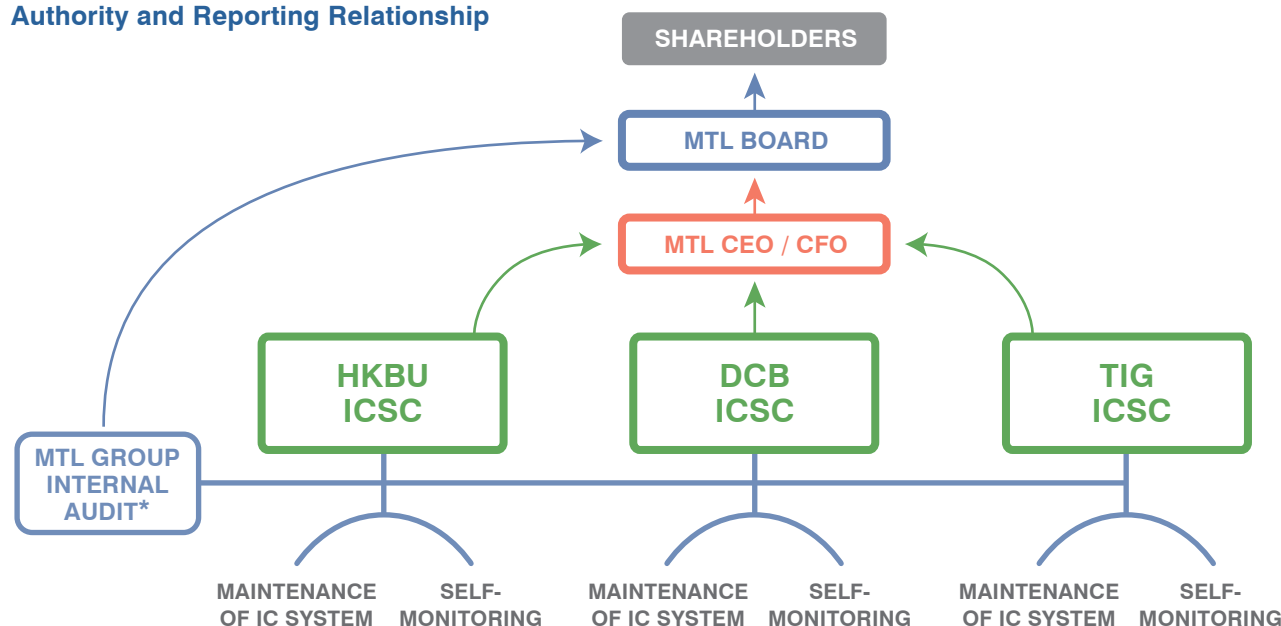 Authority and Reporting Relationship
SHAREHOLDERS
MTL BOARD
MTL CEO / CFO
HKBU
ICSC
DCB
ICSC
TIG
ICSC
MTL GROUP
INTERNAL
AUDIT*
MAINTENANCE
OF IC SYSTEM
SELF-
MONITORING
MAINTENANCE
OF IC SYSTEM
SELF-
MONITORING
MAINTENANCE
OF IC SYSTEM
SELF-
MONITORING